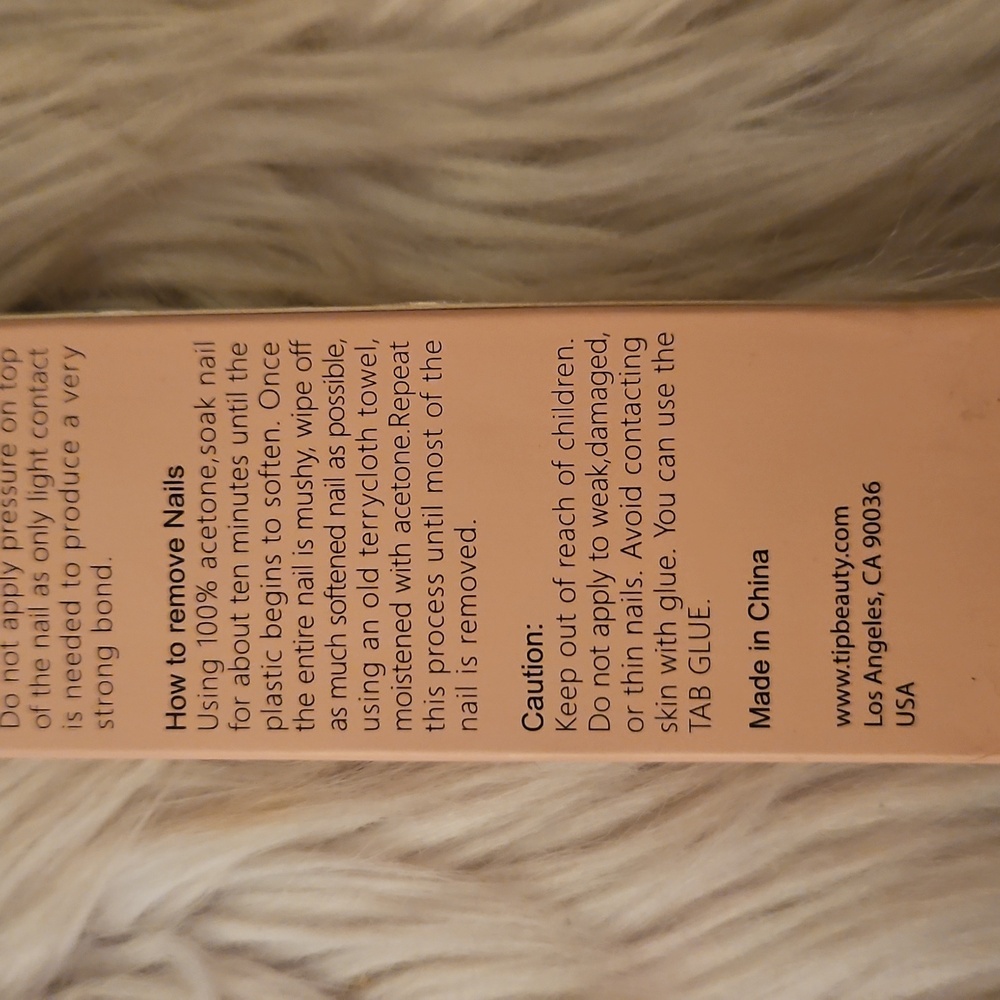 Do not apply pressure on top
of the nail as only light contact
is needed to produce a very
strong bond.
How to remove Nails
Using 100% acetone,soak nail
for about ten minutes until the
plastic begins to soften. Once
the entire nail is mushy, wipe off
as much softened nail as possible,
using an old terrycloth towel,
moistened with acetone.Repeat
this process until most of the
nail is removed.
Caution:
Keep out of reach of children.
Do not apply to weak,damaged,
or thin nails. Avoid contacting
skin with glue. You can use the
TAB GLUE.
Made in China
www.tipbeauty.com
Los Angeles, CA 90036
USA